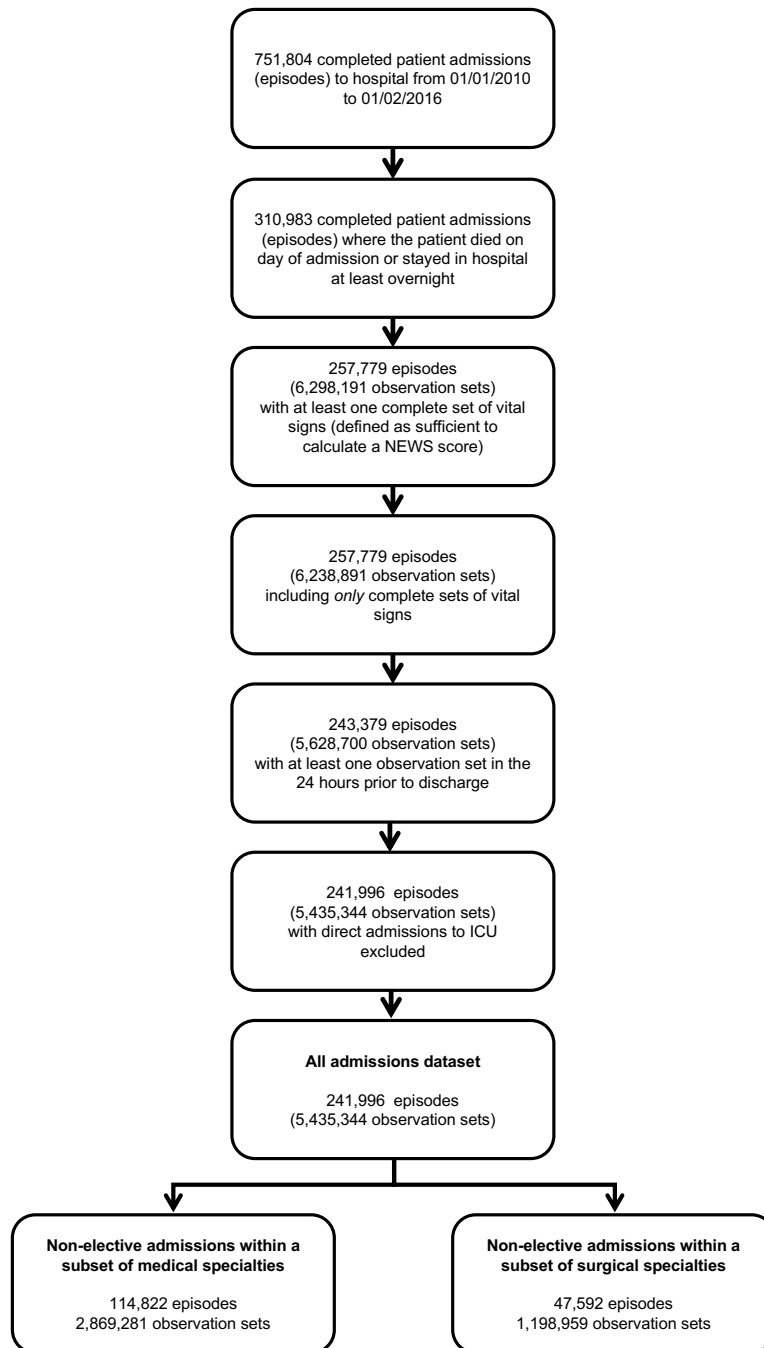 751,804 completed patient admissions
(episodes) to hospital from 01/01/2010
to 01/02/2016
310,983 completed patient admissions
(episodes) where the patient died on
day of admission or stayed in hospital
at least overnight
257,779 episodes
(6,298,191 observation sets)
with at least one complete set of vital
signs (defined as sufficient to
calculate a NEWS score)
257,779 episodes
(6,238,891 observation sets)
including only complete sets of vital
signs
243,379 episodes
(5,628,700 observation sets)
with at least one observation set in the
24 hours prior to discharge
241,996 episodes
(5,435,344 observation sets)
with direct admissions to ICU
excluded
All admissions dataset
241,996 episodes
(5,435,344 observation sets)
Non-elective admissions within a
subset of medical specialties
114,822 episodes
2,869,281 observation sets
Non-elective admissions within a
subset of surgical specialties
47,592 episodes
1,198,959 observation sets